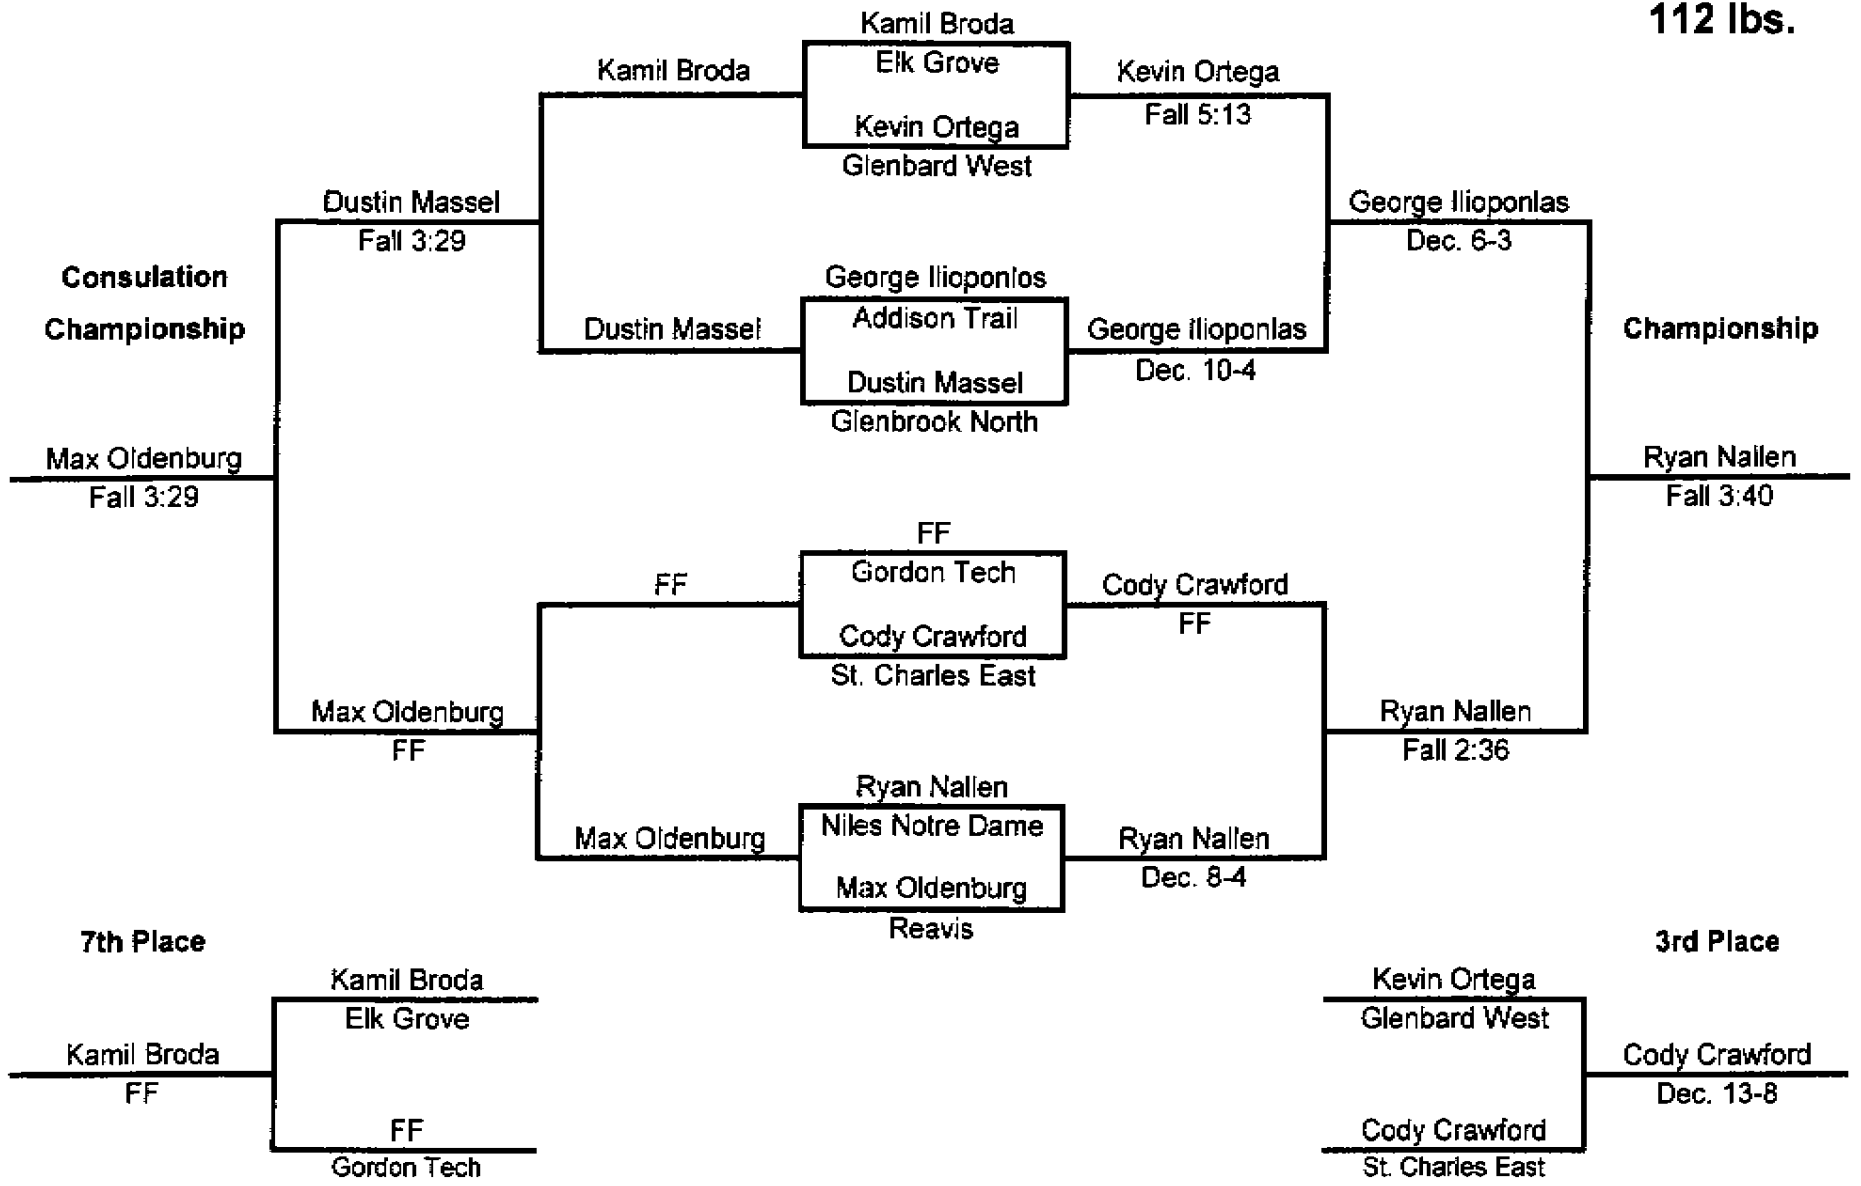 112 lbs.
Kamil Broda
Elk Grove
Kamil Broda
Kevin Ortega
Fall 5:13
Kevin Ortega
Glenbard West
Dustin Massel
Fall 3:29
George Ilioponlas
Dec. 6-3
Consulation
Championship
George Ilioponlos
Addison Trail
Dustin Massel
George Ilioponlas
Dec. 10-4
Championship
Dustin Massel
Glenbrook North
Max Oldenburg
Fall 3:29
Ryan Nallen
Fall 3:40
FF
Gordon Tech
FF
Cody Crawford
FF
Cody Crawford
St. Charles East
Max Oldenburg
FF
Ryan Nallen
Fall 2:36
Ryan Nallen
Niles Notre Dame
Max Oldenburg
Ryan Nallen
Dec. 8-4
Max Oldenburg
Reavis
7th Place
Kamil Broda
Elk Grove
Kamil Broda
FF
FF
Gordon Tech
3rd Place
Kevin Ortega
Glenbard West
Cody Crawford
Dec. 13-8
Cody Crawford
St. Charles East